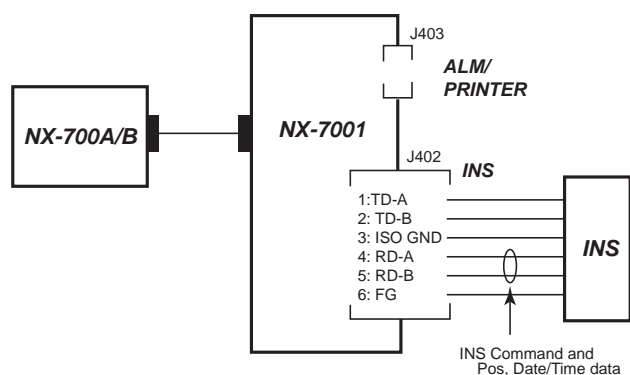 J403
ALM/
PRINTER
NX-700A/B
NX-7001
J402
INS
1:TD-A
2: TD-B
3: ISO GND
4: RD-A
5: RD-B
6: FG
INS
INS Command and
Pos, Date/Time data